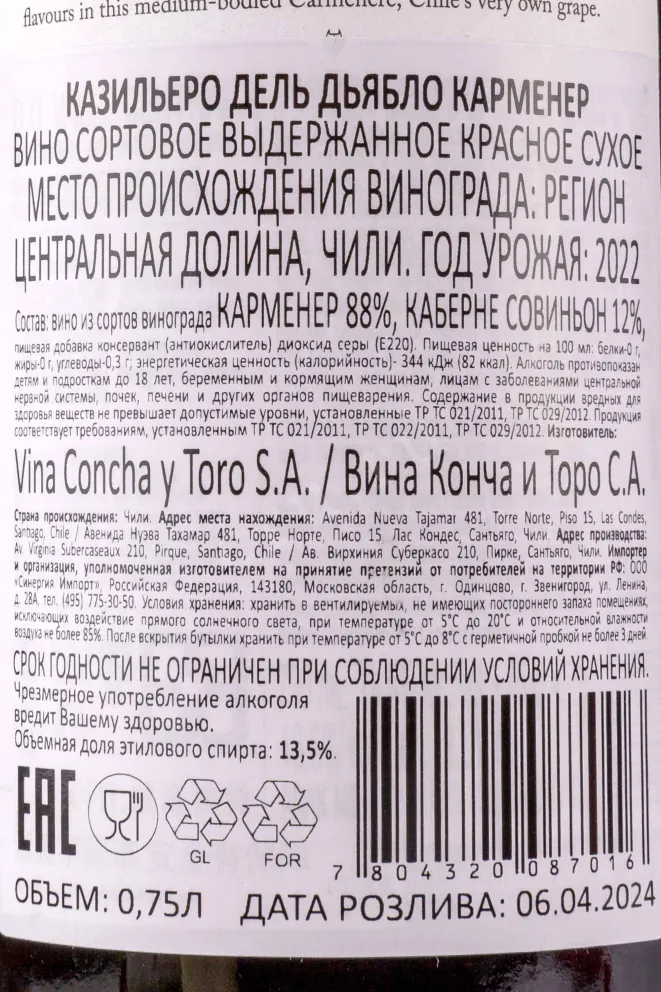 flavours in this medium-bodied Carmenère, Chile's very own grape.
КАЗИЛЬЕРО ДЕЛЬ ДЬЯБЛО КАРМЕНЕР
ВИНО СОРТОВОЕ ВЫДЕРЖАННОЕ КРАСНОЕ СУХОЕ
МЕСТО ПРОИСХОЖДЕНИЯ ВИНОГРАДА: РЕГИОН
ЦЕНТРАЛЬНАЯ ДОЛИНА, ЧИЛИ. ГОД УРОЖАЯ: 2022
Состав: вино из сортов винограда КАРМЕНЕР 88%, КАБЕРНЕ СОВИНЬОН 12%,
пищевая добавка консервант (антиокислитель) диоксид серы (Е220). Пищевая ценность на 100 мл: белки-0 г,
жиры-0 г, углеводы-0,3 г; энергетическая ценность (калорийность)- 344 кДж (82 ккал). Алкоголь противопоказан
детям и подросткам до 18 лет, беременным и кормящим женщинам, лицам с заболеваниями центральной
нервной системы, почек, печени и других органов пищеварения. Содержание в продукции вредных для
здоровья веществ не превышает допустимые уровни, установленные ТР ТС 021/2011, ТР ТС 029/2012. Продукция
соответствует требованиям, установленным ТР ТС 021/2011, ТР ТС 022/2011, ТР ТС 029/2012. Изготовитель:
Vina Concha y Toro S.A. / Вина Конча и Торо С.А.
Страна происхождения: Чили. Адрес места нахождения: Avenida Nueva Tajamar 481, Torre Norte, Piso 15, Las Condes,
Santiago, Chile / Авенида Нуэва Тахамар 481, Торре Норте, Писо 15. Лас Кондес, Сантьяго, Чили. Адрес производства:
Av. Virginia Subercaseaux 210, Pirque, Santiago, Chile / Ав. Вирхиния Суберкасо 210, Пирке, Сантьяго, Чили. Импортер
и организация, уполномоченная изготовителем на принятие претензий от потребителей на территории РФ: ООО
«Синергия Импорт», Российская Федерация, 143180, Московская область, г. Одинцово, г. Звенигород, ул. Ленина,
д. 28А, тел. (495) 775-30-50. Условия хранения: хранить в вентилируемых, не имеющих постороннего запаха помещениях,
исключающих воздействие прямого солнечного света, при температуре от 5°С до 20°С и относительной влажности
воздуха не более 85%. После вскрытия бутылки хранить при температуре от 5°С до 8°С с герметичной пробкой не более 3 дней.
СРОК ГОДНОСТИ НЕ ОГРАНИЧЕН ПРИ СОБЛЮДЕНИИ УСЛОВИЙ ХРАНЕНИЯ.
Чрезмерное употребление алкоголя
вредит Вашему здоровью.
Объемная доля этилового спирта: 13,5%.
EAC
GL FOR
7 804320 087016
ОБЪЕМ: 0,75Л ДАТА РОЗЛИВА: 06.04.2024